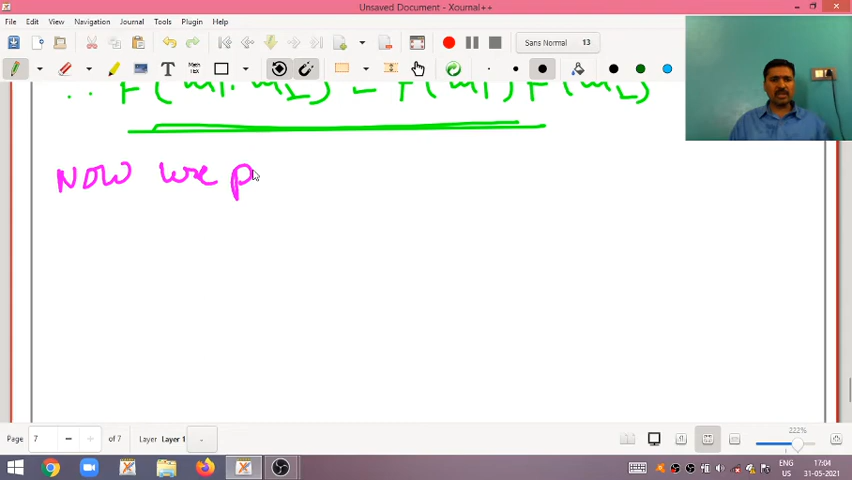 Unsaved Document - Xournal++
File Edit View Navigation Journal Tools Plugin Help
Sans Normal 13
∴ F(m1.m2) = F(m1) F(m2)
Now we p
Page 7 of 7 Layer Layer 1 222%
ENG 17:04
US 31-05-2021